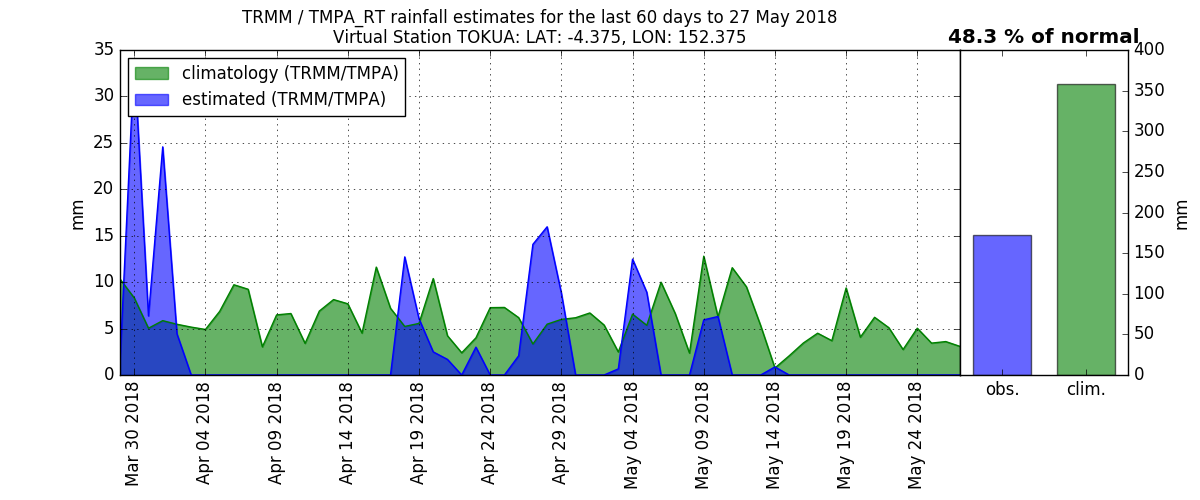 TRMM / TMPA_RT rainfall estimates for the last 60 days to 27 May 2018
Virtual Station TOKUA: LAT: -4.375, LON: 152.375
48.3 % of normal
climatology (TRMM/TMPA)
estimated (TRMM/TMPA)
35
30
25
20
15
10
5
0
mm
Mar 30 2018
Apr 04 2018
Apr 09 2018
Apr 14 2018
Apr 19 2018
Apr 24 2018
Apr 29 2018
May 04 2018
May 09 2018
May 14 2018
May 19 2018
May 24 2018
obs.
clim.
400
350
300
250
200
150
100
50
0
mm